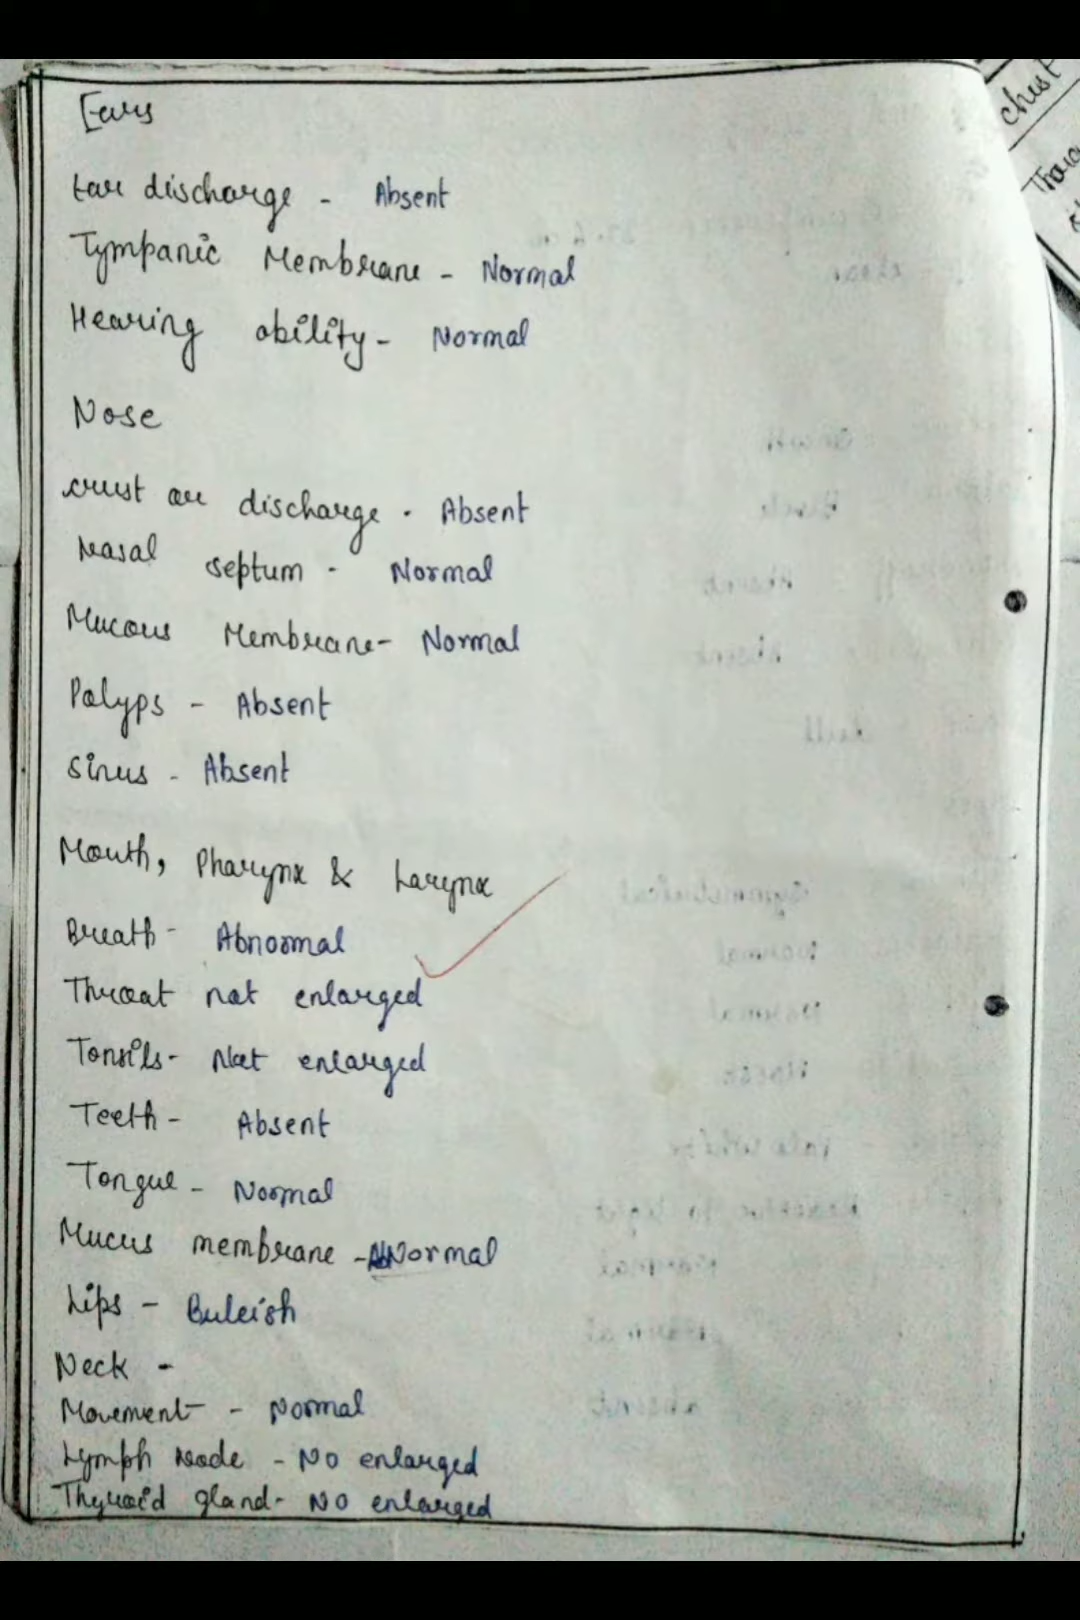 Ears
Ear discharge - Absent
Tympanic Membrane - Normal
Hearing ability - Normal
Nose
crust or discharge - Absent
Nasal septum - Normal
Mucous Membrane - Normal
Polyps - Absent
Sinus - Absent
Mouth, Pharynx & Larynx
Breath - Abnormal
Throat not enlarged
Tonsils - Not enlarged
Teeth - Absent
Tongue - Normal
Mucus membrane - Normal
Lips - Buleish
Neck -
Movement - Normal
Lymph Node - No enlarged
Thyroid gland - No enlarged
chest